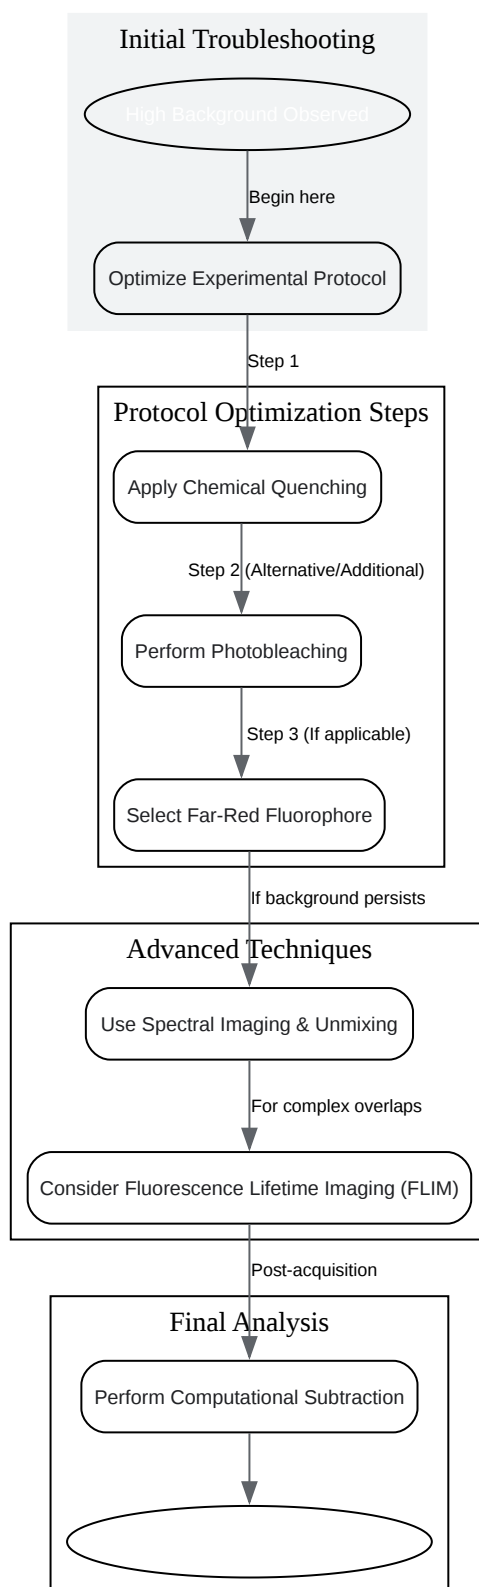 Initial Troubleshooting
High Background Observed
Begin here
Optimize Experimental Protocol
Step 1
Protocol Optimization Steps
Apply Chemical Quenching
Step 2 (Alternative/Additional)
Perform Photobleaching
Step 3 (If applicable)
Select Far-Red Fluorophore
If background persists
Advanced Techniques
Use Spectral Imaging & Unmixing
For complex overlaps
Consider Fluorescence Lifetime Imaging (FLIM)
Post-acquisition
Final Analysis
Perform Computational Subtraction